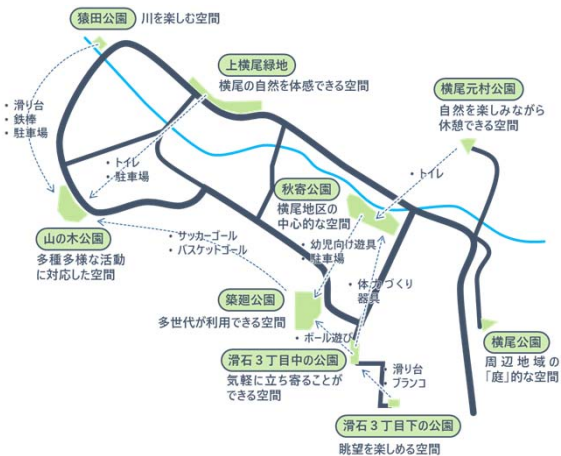 猿田公園
川を楽しむ空間
上横尾緑地
横尾の自然を体感できる空間
横尾元村公園
自然を楽しみながら
休憩できる空間
・滑り台
・鉄棒
・駐車場
・トイレ
・駐車場
・トイレ
秋寄公園
横尾地区の
中心的な空間
山の木公園
多種多様な活動
に対応した空間
・サッカーゴール
・バスケットゴール
・幼児向け遊具
・駐車場
・体力づくり
器具
築廻公園
多世代が利用できる空間
・ボール遊び
滑石3丁目中の公園
気軽に立ち寄ることが
できる空間
・滑り台
・ブランコ
横尾公園
周辺地域の
「庭」的な空間
滑石3丁目下の公園
眺望を楽しめる空間